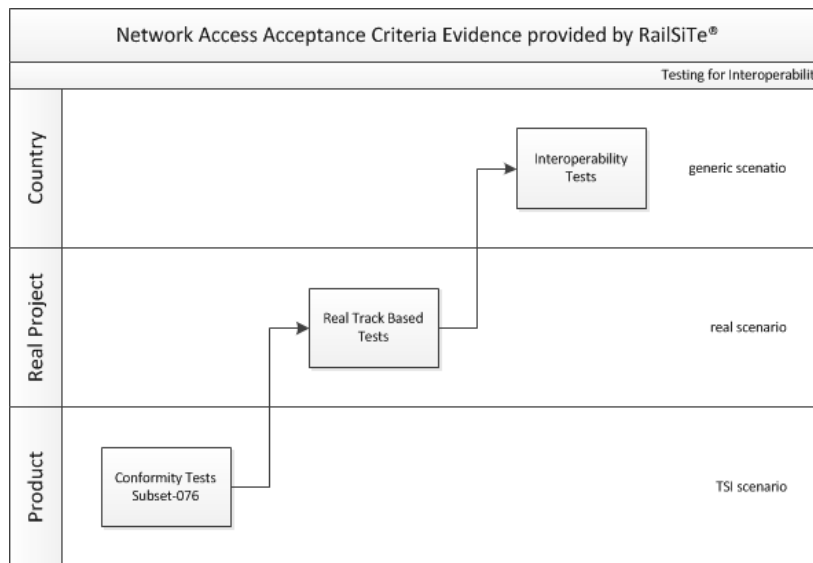 Network Access Acceptance Criteria Evidence provided by RailSiTe®
Testing for Interoperabilit
Country
Interoperability
Tests
generic scenatio
Real Project
Real Track Based
Tests
real scenario
Product
Conformity Tests
Subset-076
TSI scenario